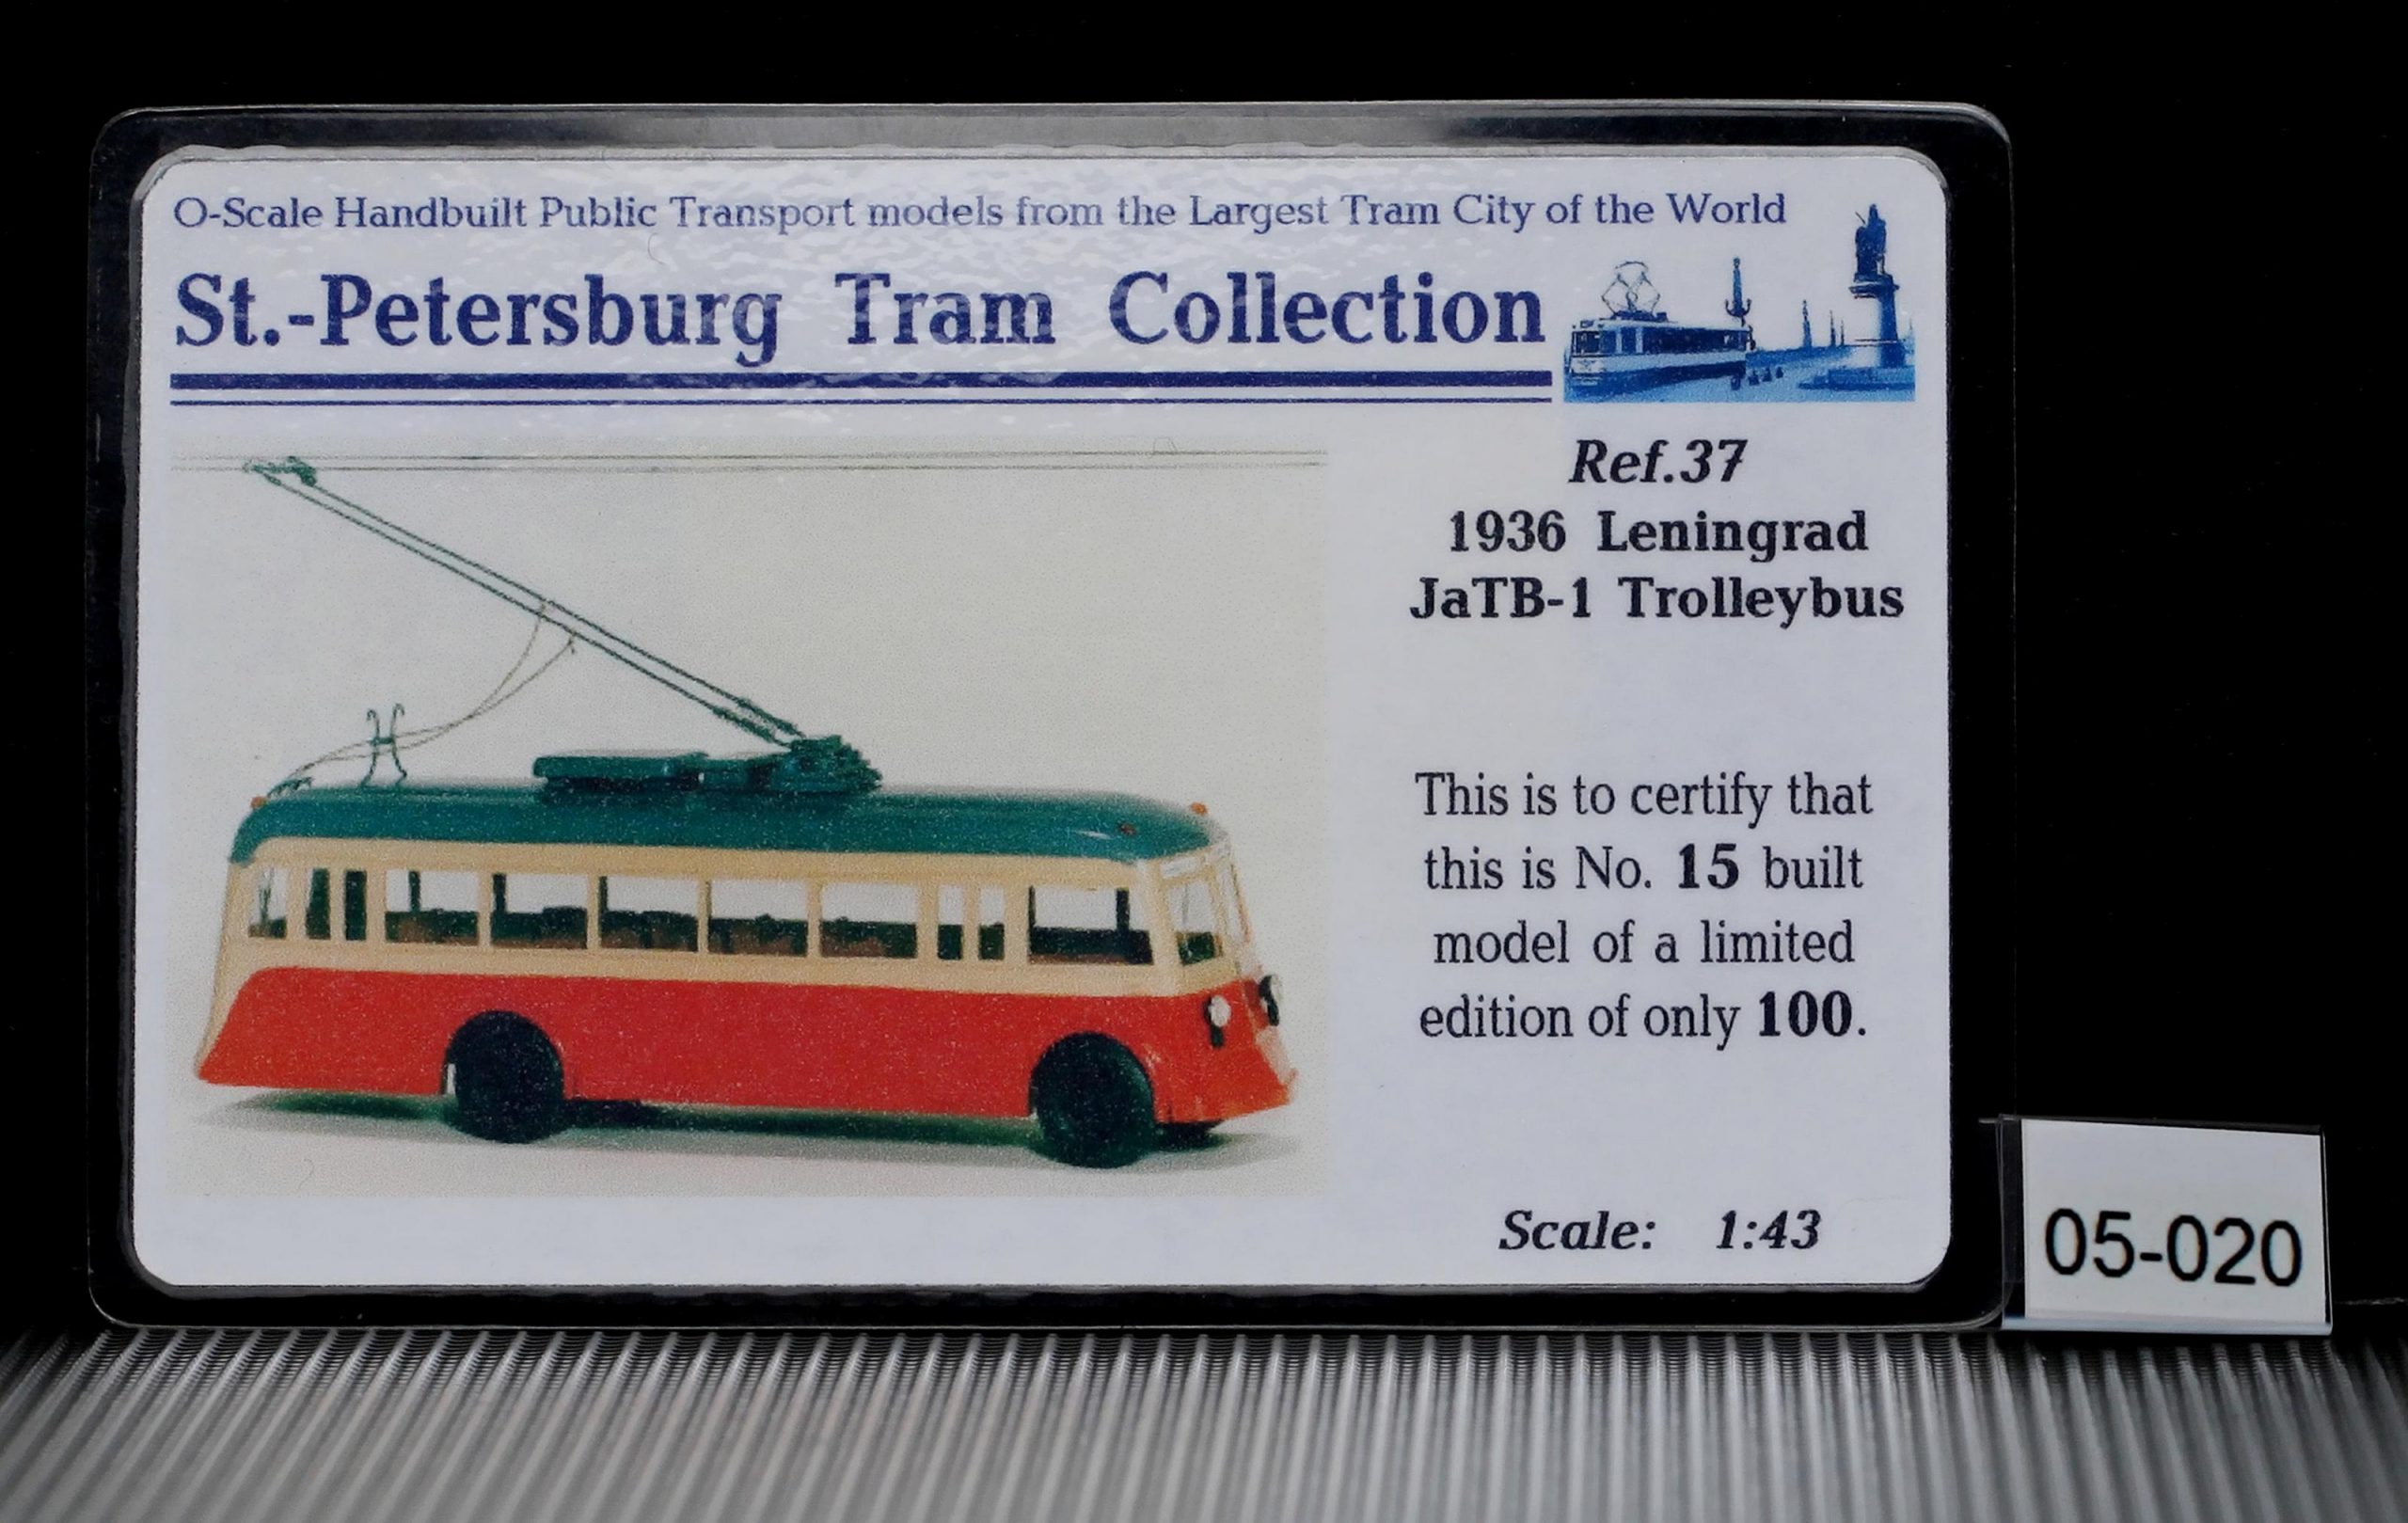 O-Scale Handbuilt Public Transport models from the Largest Tram City of the World
St.-Petersburg Tram Collection
Ref.37
1936 Leningrad
JaTB-1 Trolleybus
This is to certify that
this is No. 15 built
model of a limited
edition of only 100.
Scale: 1:43
05-020